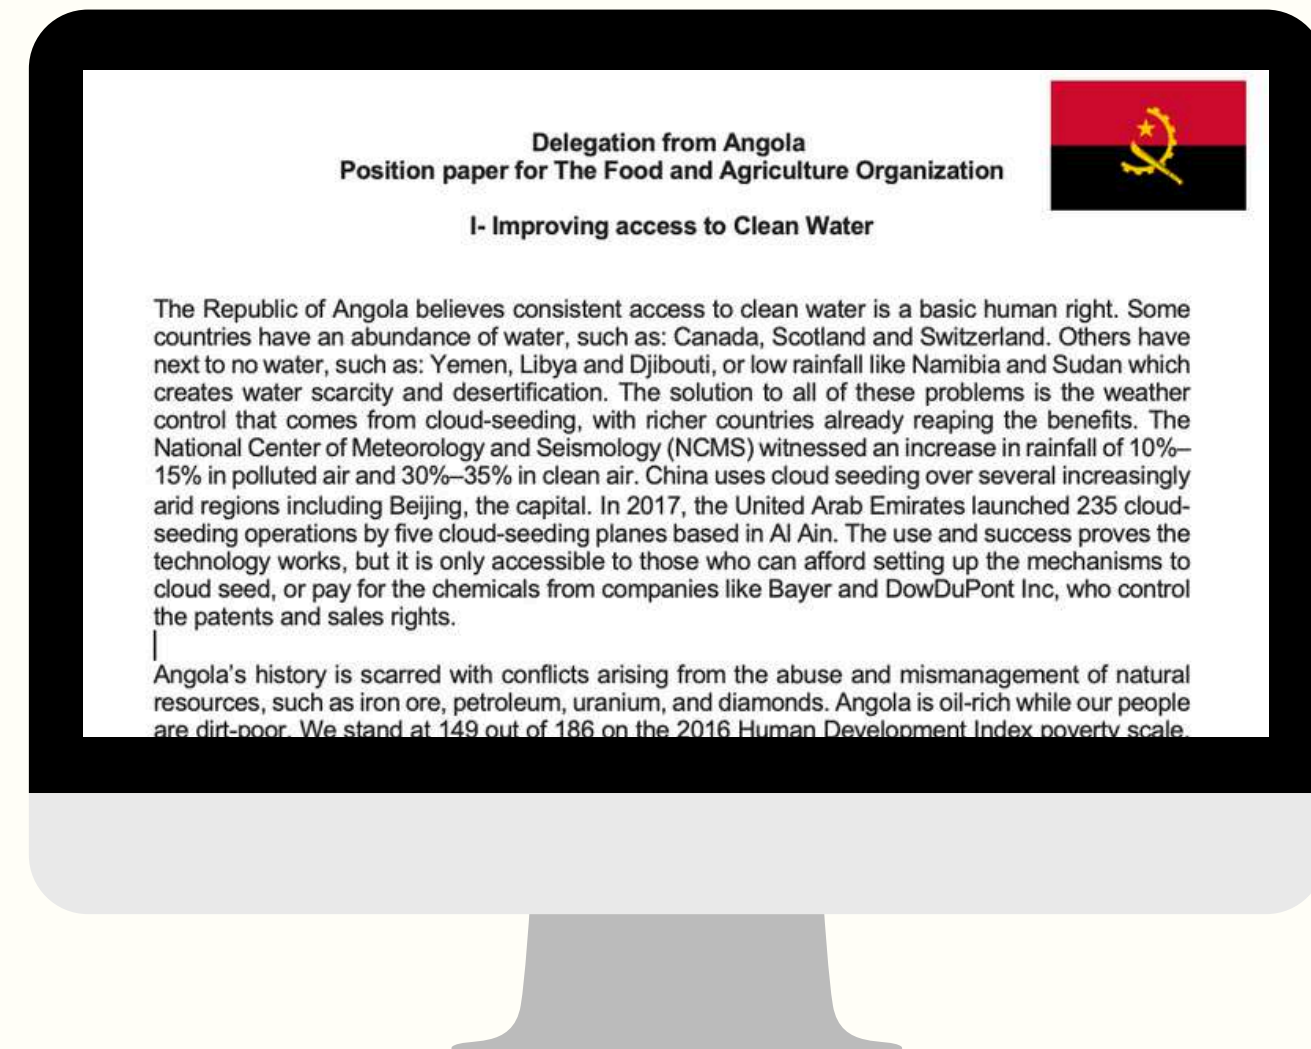 Delegation from Angola
Position paper for The Food and Agriculture Organization
I- Improving access to Clean Water
The Republic of Angola believes consistent access to clean water is a basic human right. Some
countries have an abundance of water, such as: Canada, Scotland and Switzerland. Others have
next to no water, such as: Yemen, Libya and Djibouti, or low rainfall like Namibia and Sudan which
creates water scarcity and desertification. The solution to all of these problems is the weather
control that comes from cloud-seeding, with richer countries already reaping the benefits. The
National Center of Meteorology and Seismology (NCMS) witnessed an increase in rainfall of 10%–
15% in polluted air and 30%–35% in clean air. China uses cloud seeding over several increasingly
arid regions including Beijing, the capital. In 2017, the United Arab Emirates launched 235 cloud-
seeding operations by five cloud-seeding planes based in Al Ain. The use and success proves the
technology works, but it is only accessible to those who can afford setting up the mechanisms to
cloud seed, or pay for the chemicals from companies like Bayer and DowDuPont Inc, who control
the patents and sales rights.
Angola's history is scarred with conflicts arising from the abuse and mismanagement of natural
resources, such as iron ore, petroleum, uranium, and diamonds. Angola is oil-rich while our people
are dirt-poor. We stand at 149 out of 186 on the 2016 Human Development Index poverty scale.